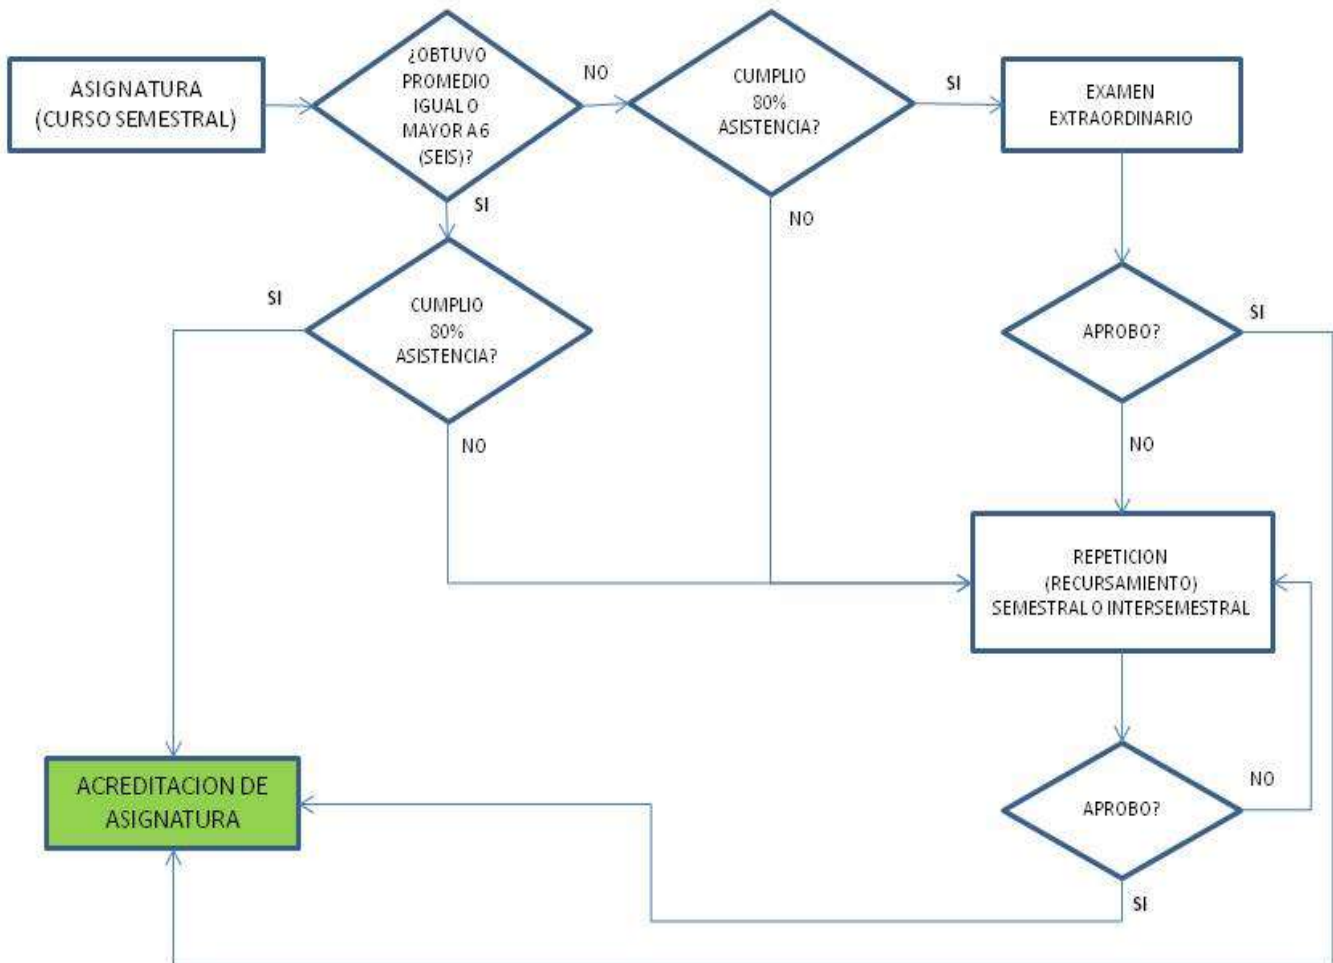 ASIGNATURA
(CURSO SEMESTRAL)
¿OBTUVO
PROMEDIO
IGUAL O
MAYOR A 6
(SEIS)?
NO
CUMPLIO
80%
ASISTENCIA?
SI
EXAMEN
EXTRAORDINARIO
SI
NO
SI
CUMPLIO
80%
ASISTENCIA?
NO
APROBO?
SI
NO
REPETICION
(RECURSAMIENTO)
SEMESTRAL O INTERSEMESTRAL
ACREDITACION DE
ASIGNATURA
APROBO?
NO
SI